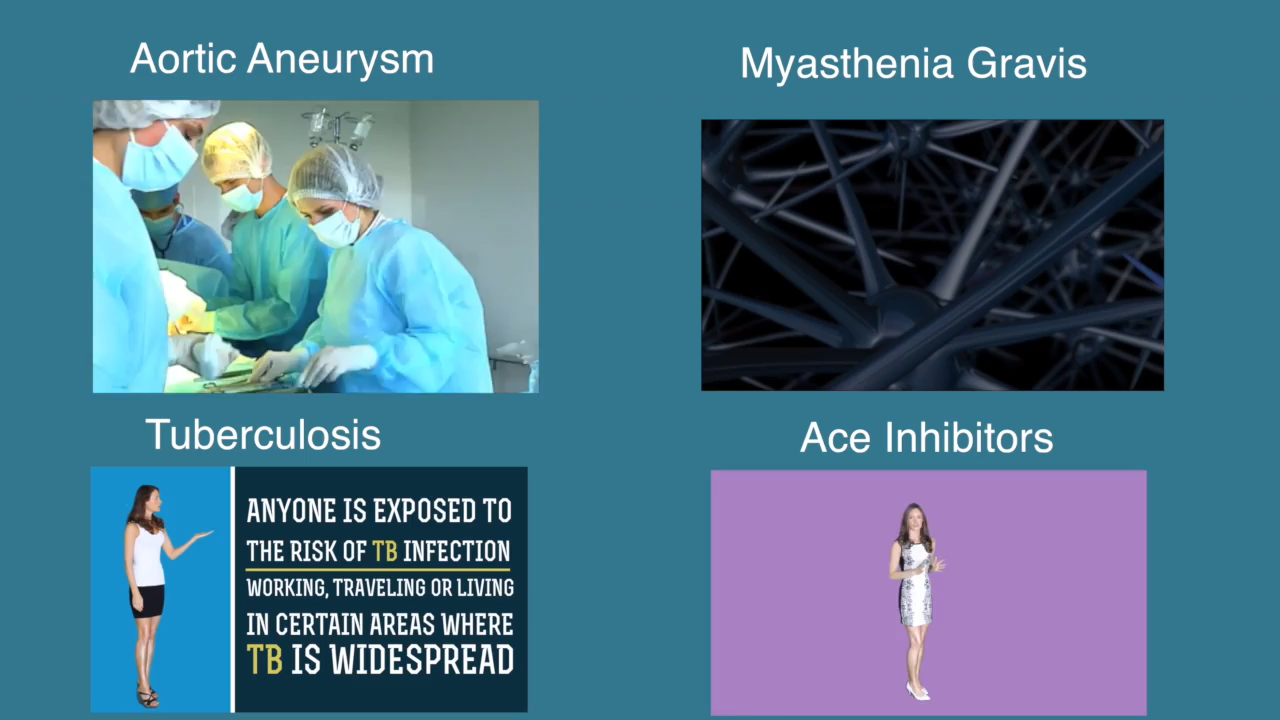 Aortic Aneurysm
Myasthenia Gravis
Tuberculosis
Ace Inhibitors
ANYONE IS EXPOSED TO
THE RISK OF TB INFECTION
WORKING, TRAVELING OR LIVING
IN CERTAIN AREAS WHERE
TB IS WIDESPREAD